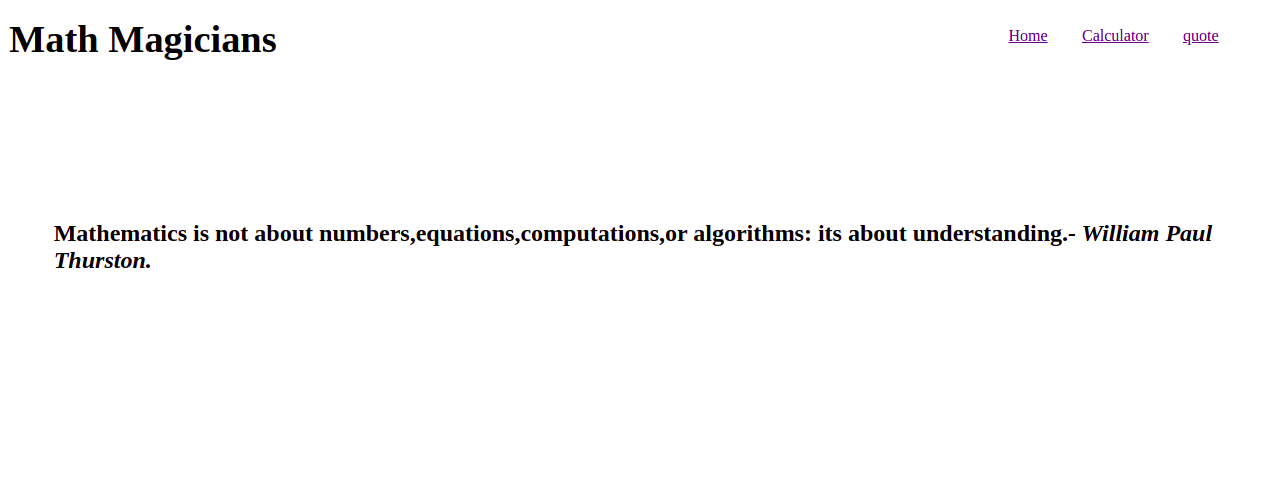 Math Magicians
Home Calculator quote
Mathematics is not about numbers,equations,computations,or algorithms: its about understanding.- William Paul
Thurston.